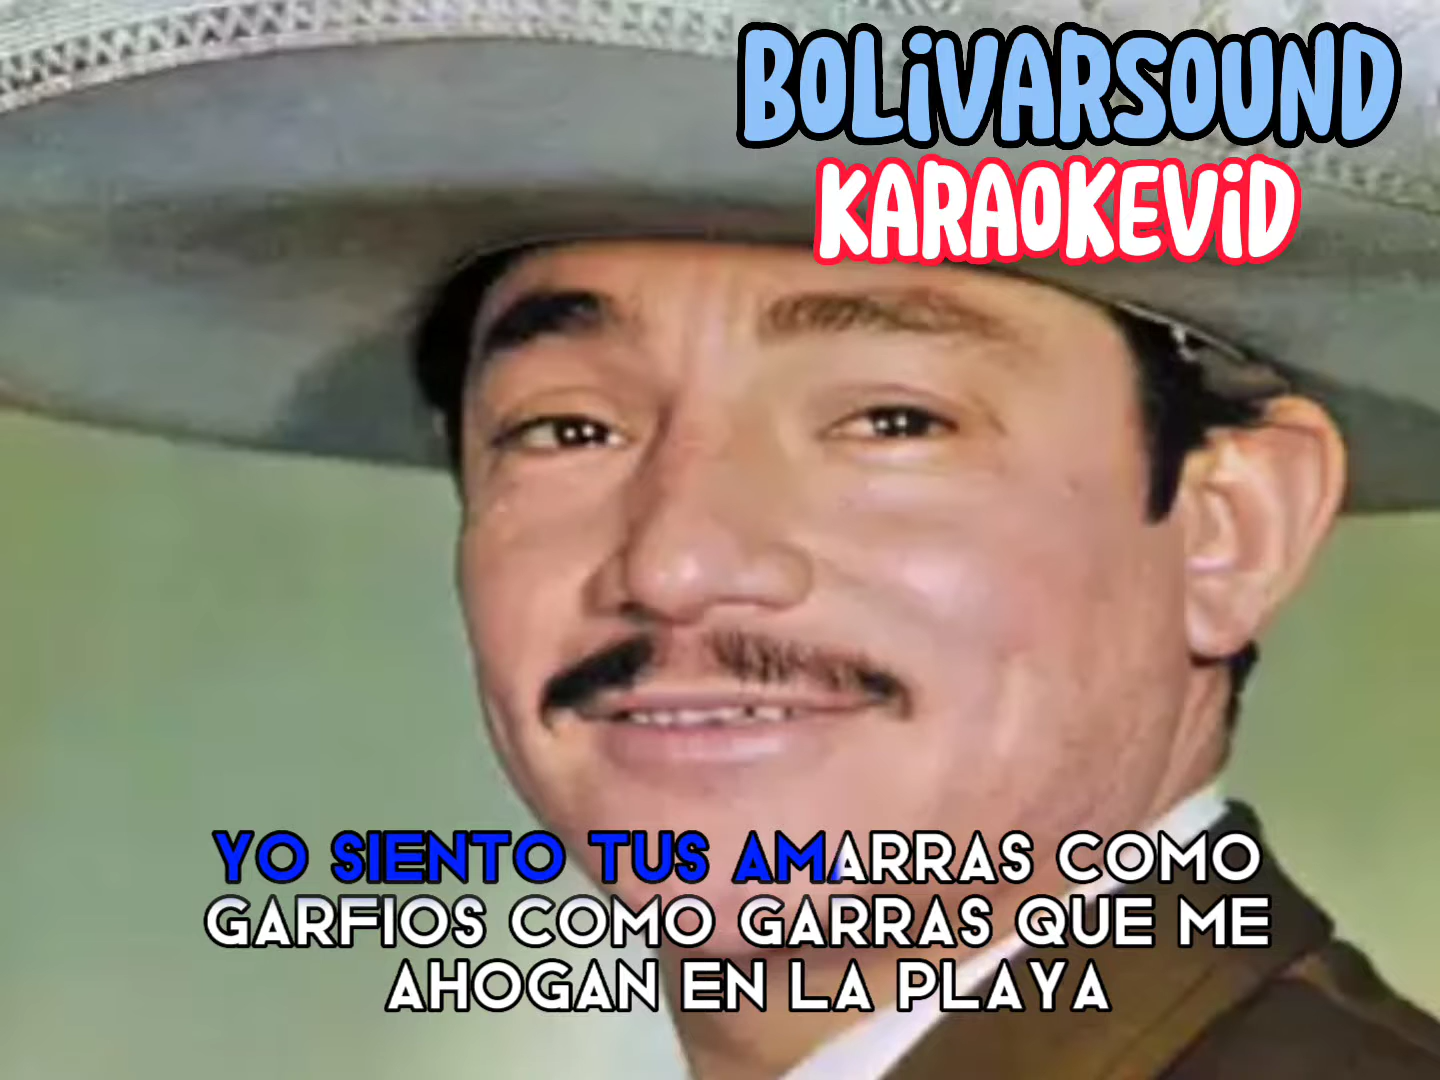 BOLiVARSOUND
KARAOKEViD
YO SIENTO TUS AMARRAS COMO
GARFIOS COMO GARRAS QUE ME
AHOGAN EN LA PLAYA